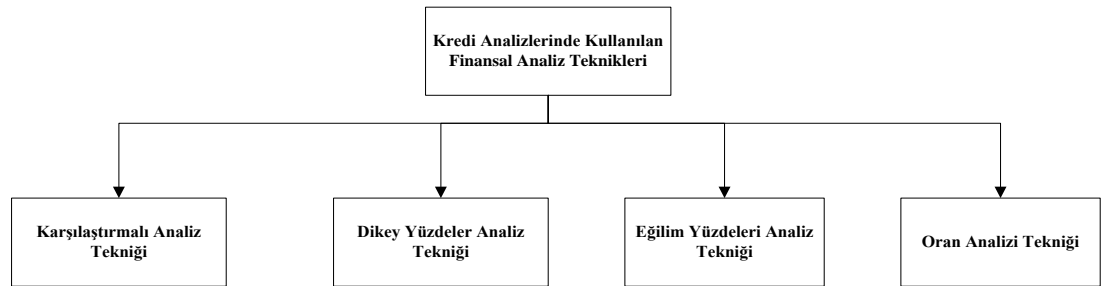 Kredi Analizlerinde Kullanılan
Finansal Analiz Teknikleri
Karşılaştırmalı Analiz
Tekniği
Dikey Yüzdeler Analiz
Tekniği
Eğilim Yüzdeleri Analiz
Tekniği
Oran Analizi Tekniği